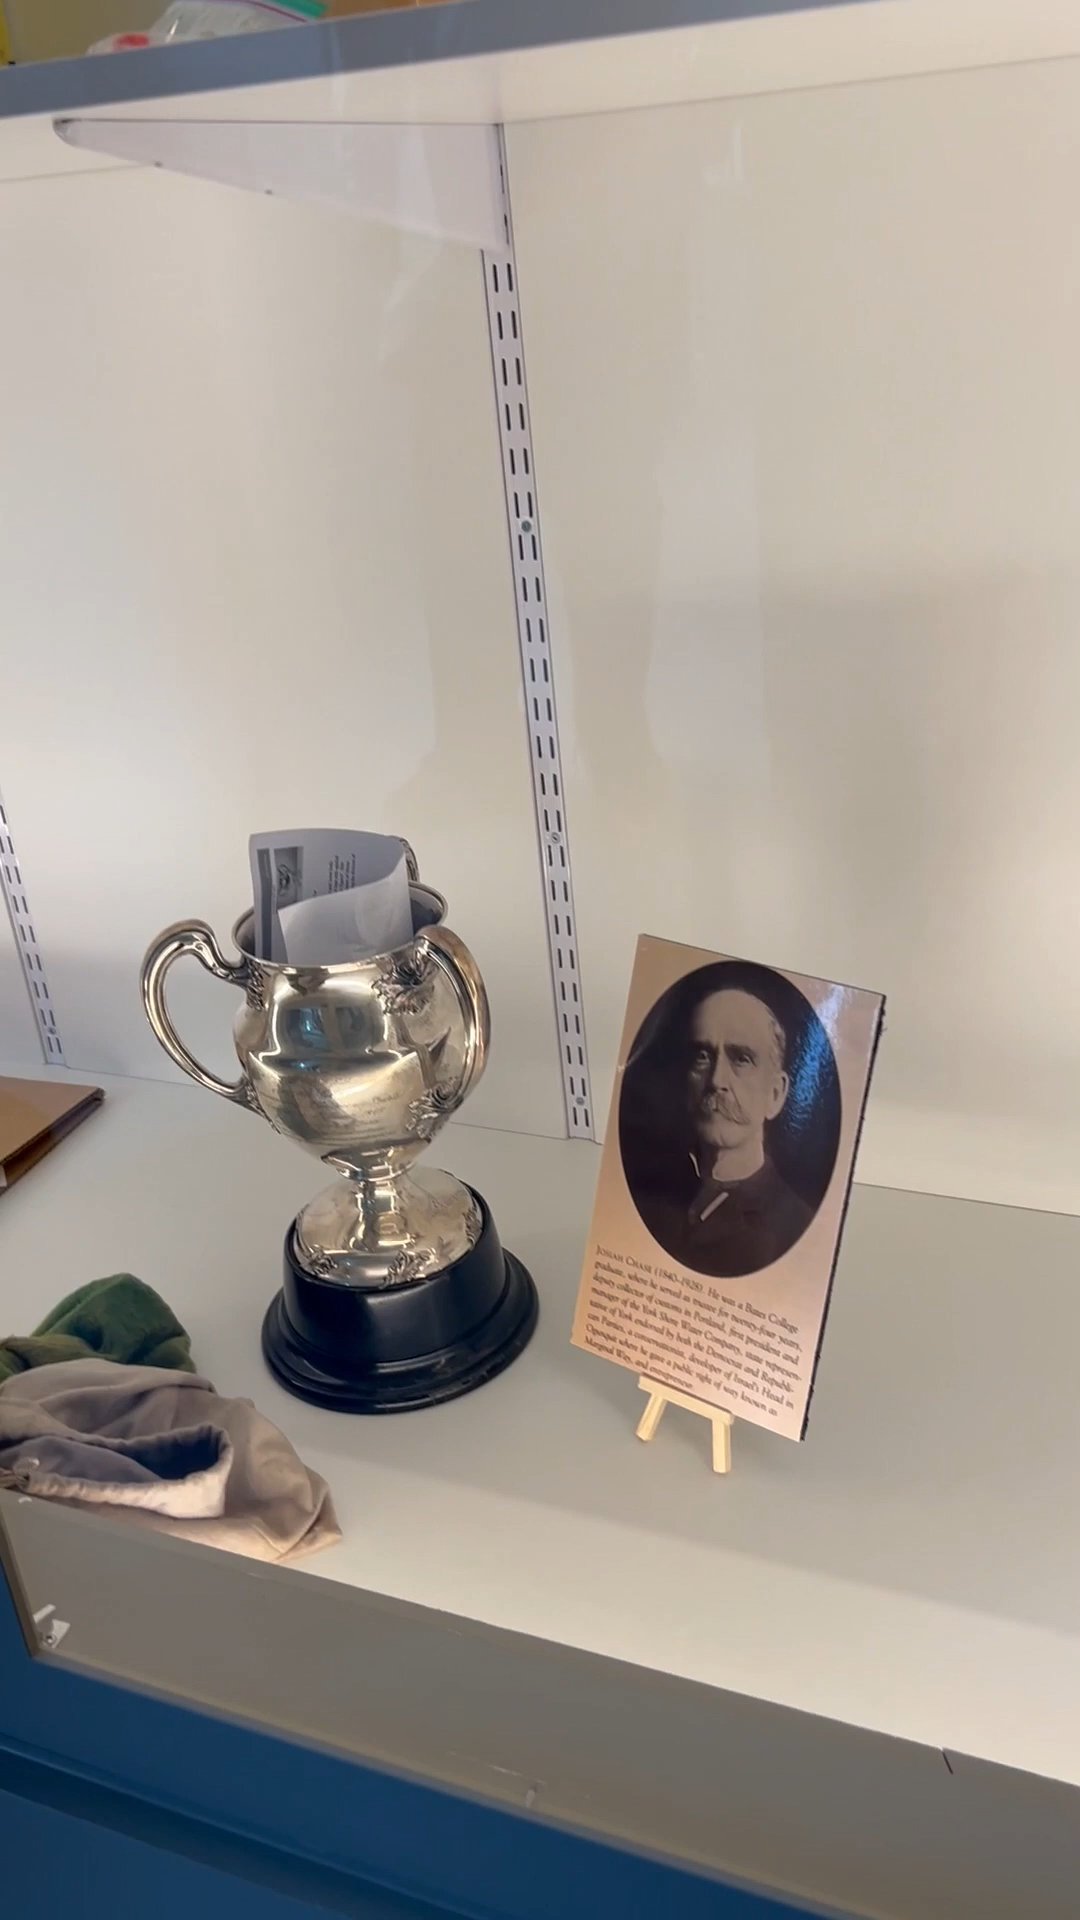 JOSIAH CHASE (1840–1928). He was a Bates College
graduate, where he served as trustee for twenty-four years,
deputy collector of customs in Portland, first president and
manager of the York Shore Water Company, state represen-
tative of York endorsed by both the Democrat and Republi-
can Parties, a conservationist, developer of Israel's Head in
Ogunquit where he gave a public right of way known as
Marginal Way, and entrepreneur.